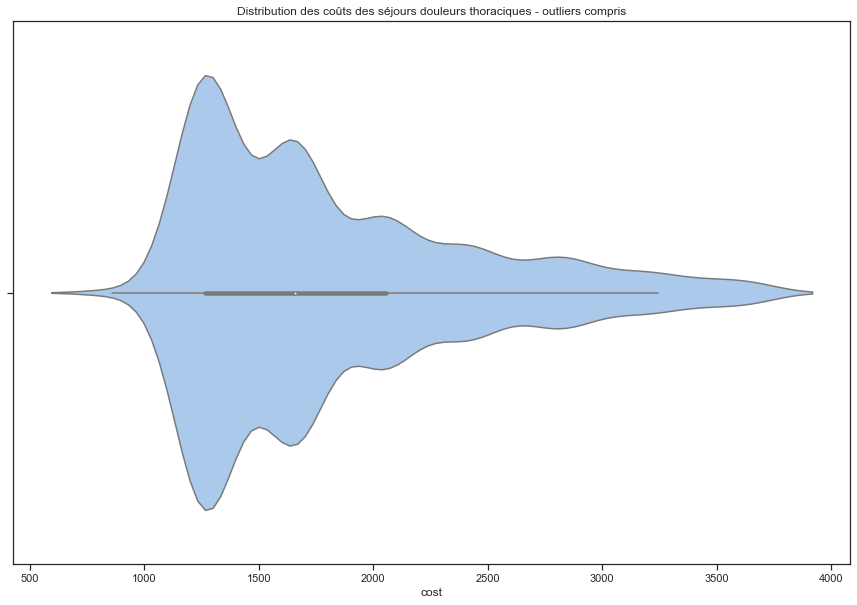 Distribution des coûts des séjours douleurs thoraciques - outliers compris
500 1000 1500 2000 2500 3000 3500 4000
cost